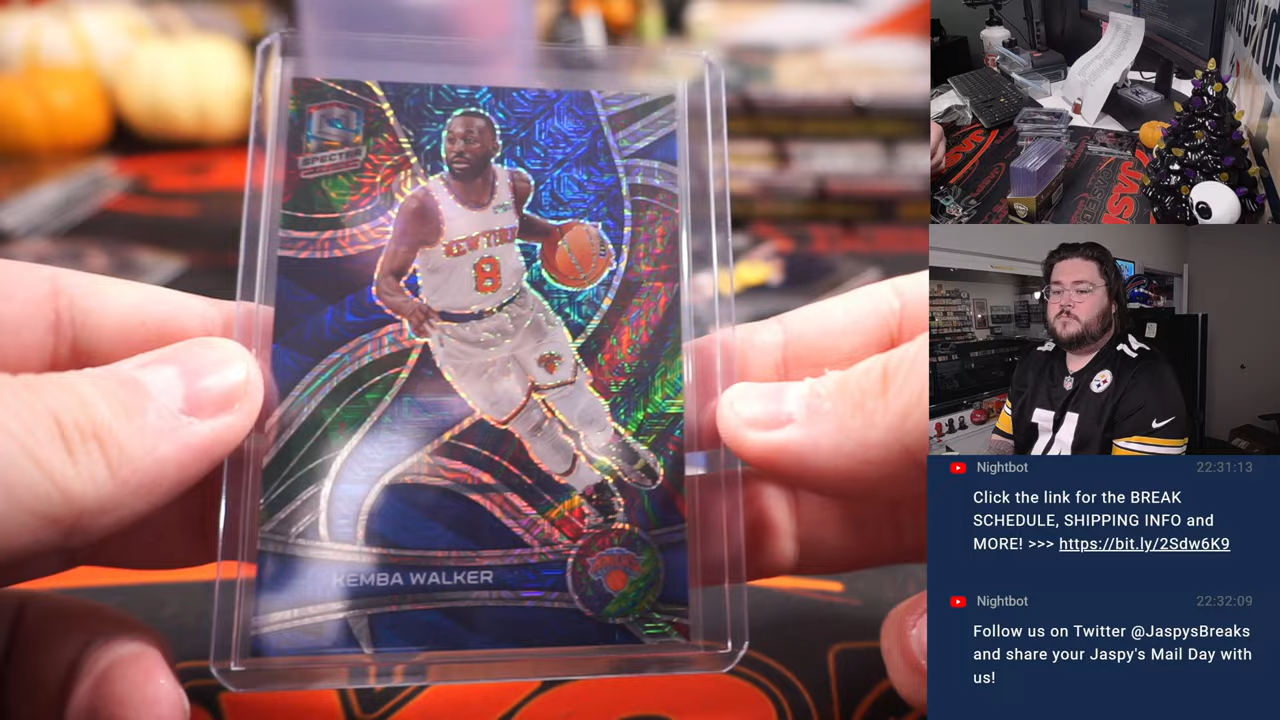 SPECTRA
NEW YORK
8
KEMBA WALKER
NEW YORK
14
Nightbot 22:31:13
Click the link for the BREAK
SCHEDULE, SHIPPING INFO and
MORE! >>> https://bit.ly/2Sdw6K9
Nightbot 22:32:09
Follow us on Twitter @JaspysBreaks
and share your Jaspy's Mail Day with
us!